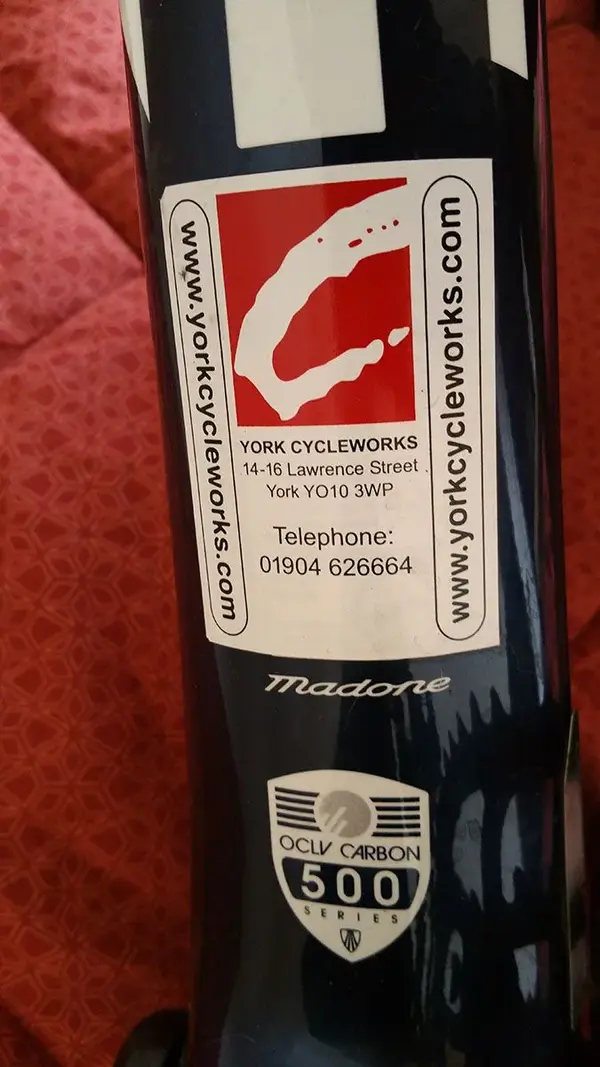 www.yorkcycleworks.com
YORK CYCLEWORKS
14-16 Lawrence Street
York YO10 3WP
Telephone:
01904 626664
www.yorkcycleworks.com
Madone
OCLV CARBON
500
SERIES